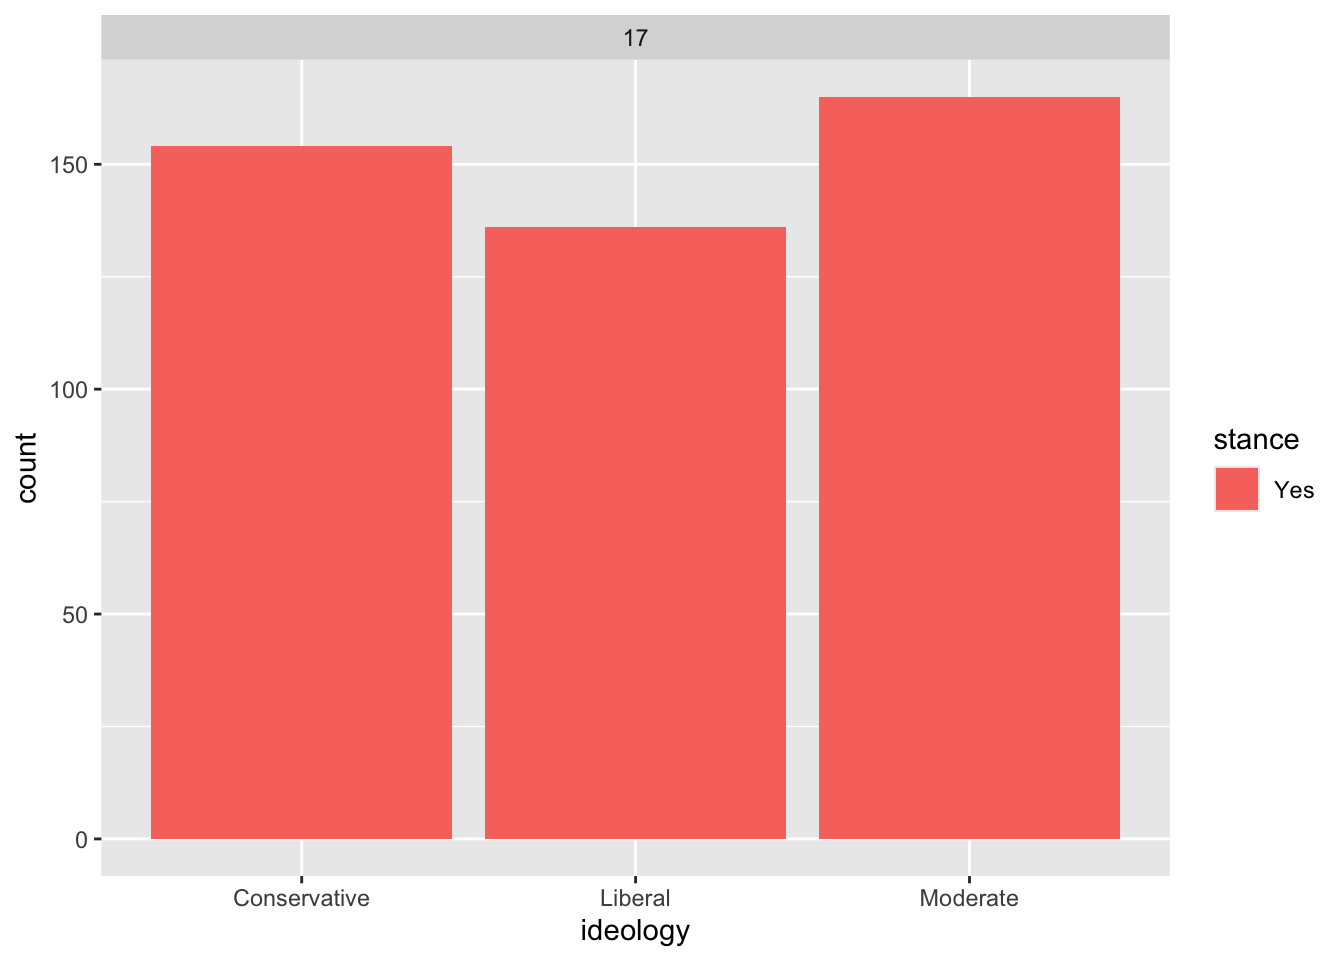 17
150
100
50
0
count
Conservative
Liberal
Moderate
ideology
stance
Yes